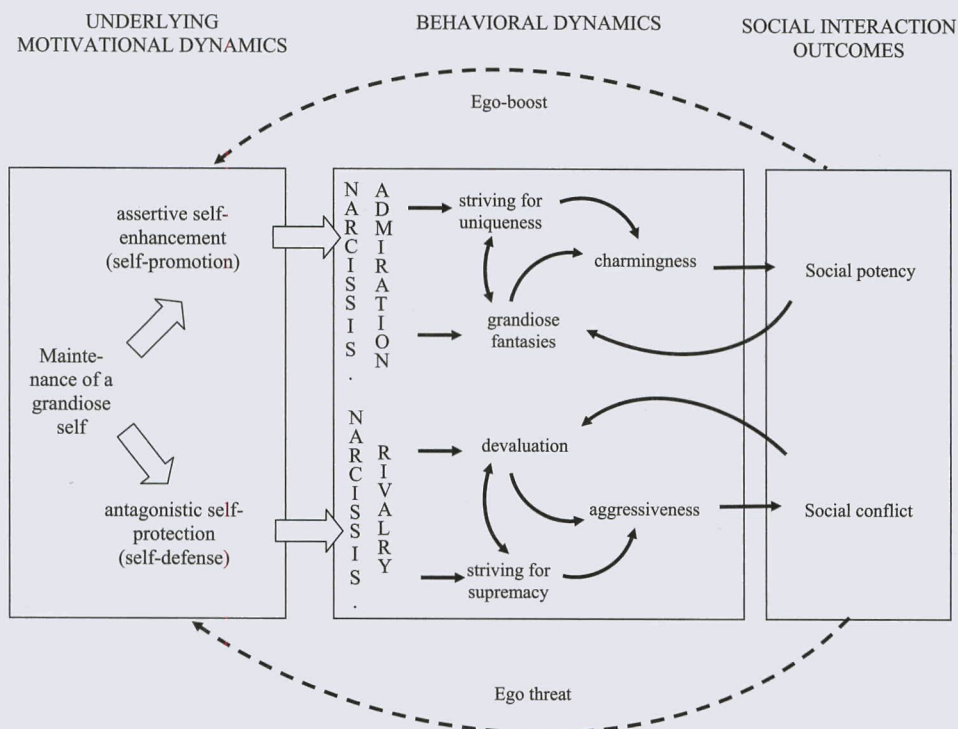 UNDERLYING
MOTIVATIONAL DYNAMICS
BEHAVIORAL DYNAMICS
SOCIAL INTERACTION
OUTCOMES
Ego-boost
assertive self-
enhancement
(self-promotion)
Mainte-
nance of a
grandiose
self
antagonistic self-
protection
(self-defense)
NARCISSIS.
ADMIRATION
striving for
uniqueness
charmingness
grandiose
fantasies
NARCISSIS.
RIVALRY
devaluation
aggressiveness
striving for
supremacy
Social potency
Social conflict
Ego threat